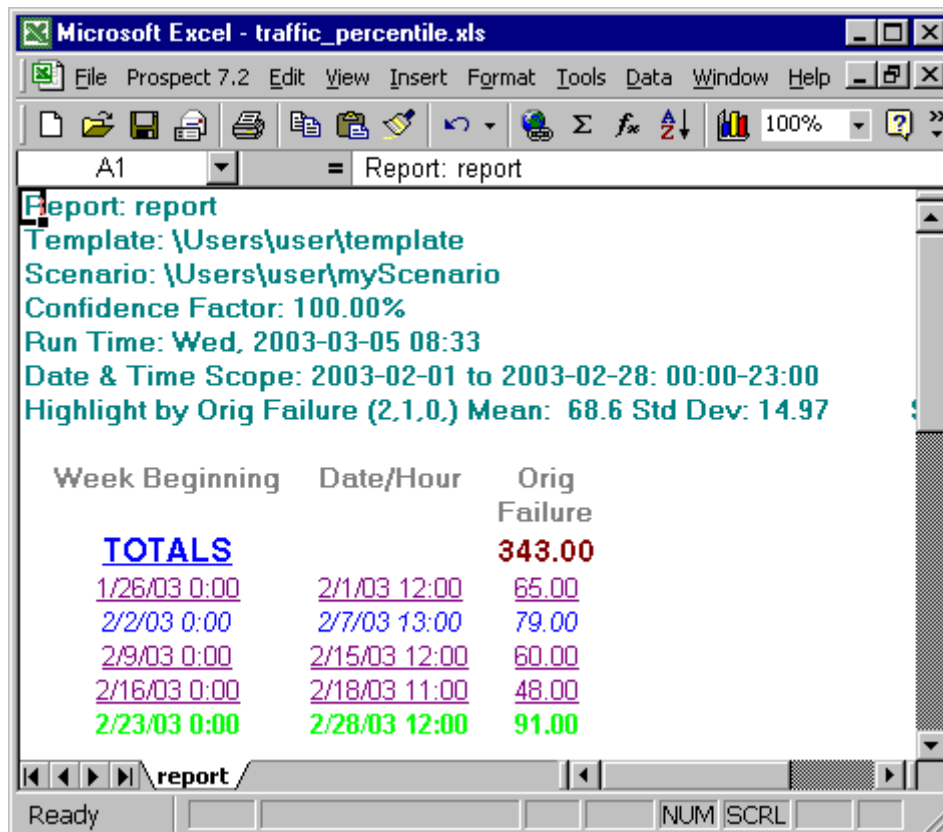 Microsoft Excel - traffic_percentile.xls
File Prospect 7.2 Edit View Insert Format Tools Data Window Help
100%
A1 = Report: report
Report: report
Template: \Users\user\template
Scenario: \Users\user\myScenario
Confidence Factor: 100.00%
Run Time: Wed, 2003-03-05 08:33
Date & Time Scope: 2003-02-01 to 2003-02-28: 00:00-23:00
Highlight by Orig Failure (2,1,0,) Mean: 68.6 Std Dev: 14.97
Week Beginning Date/Hour Orig
Failure
TOTALS 343.00
1/26/03 0:00 2/1/03 12:00 65.00
2/2/03 0:00 2/7/03 13:00 79.00
2/9/03 0:00 2/15/03 12:00 60.00
2/16/03 0:00 2/18/03 11:00 48.00
2/23/03 0:00 2/28/03 12:00 91.00
report
Ready NUM SCRL